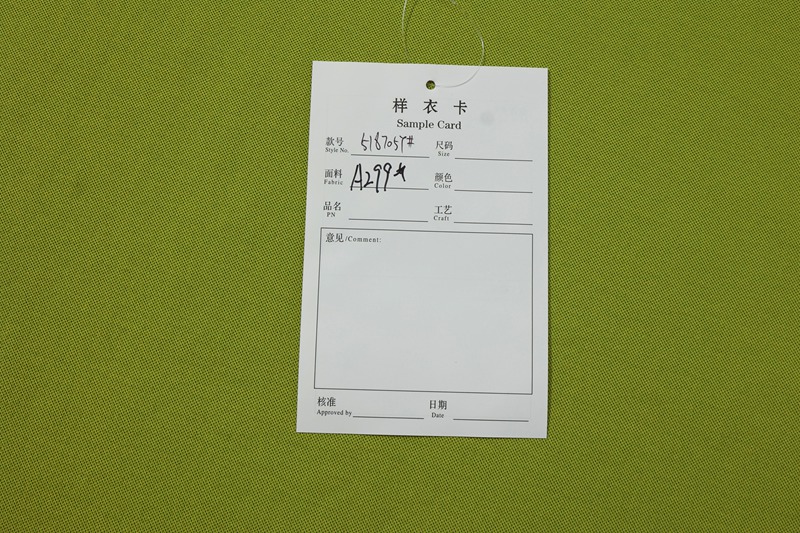 样衣卡
Sample Card
款号 518705Y# 尺码
Style No. Size
面料 A299* 颜色
Fabric Color
品名 工艺
PN Craft
意见/Comment:
核准 日期
Approved by Date